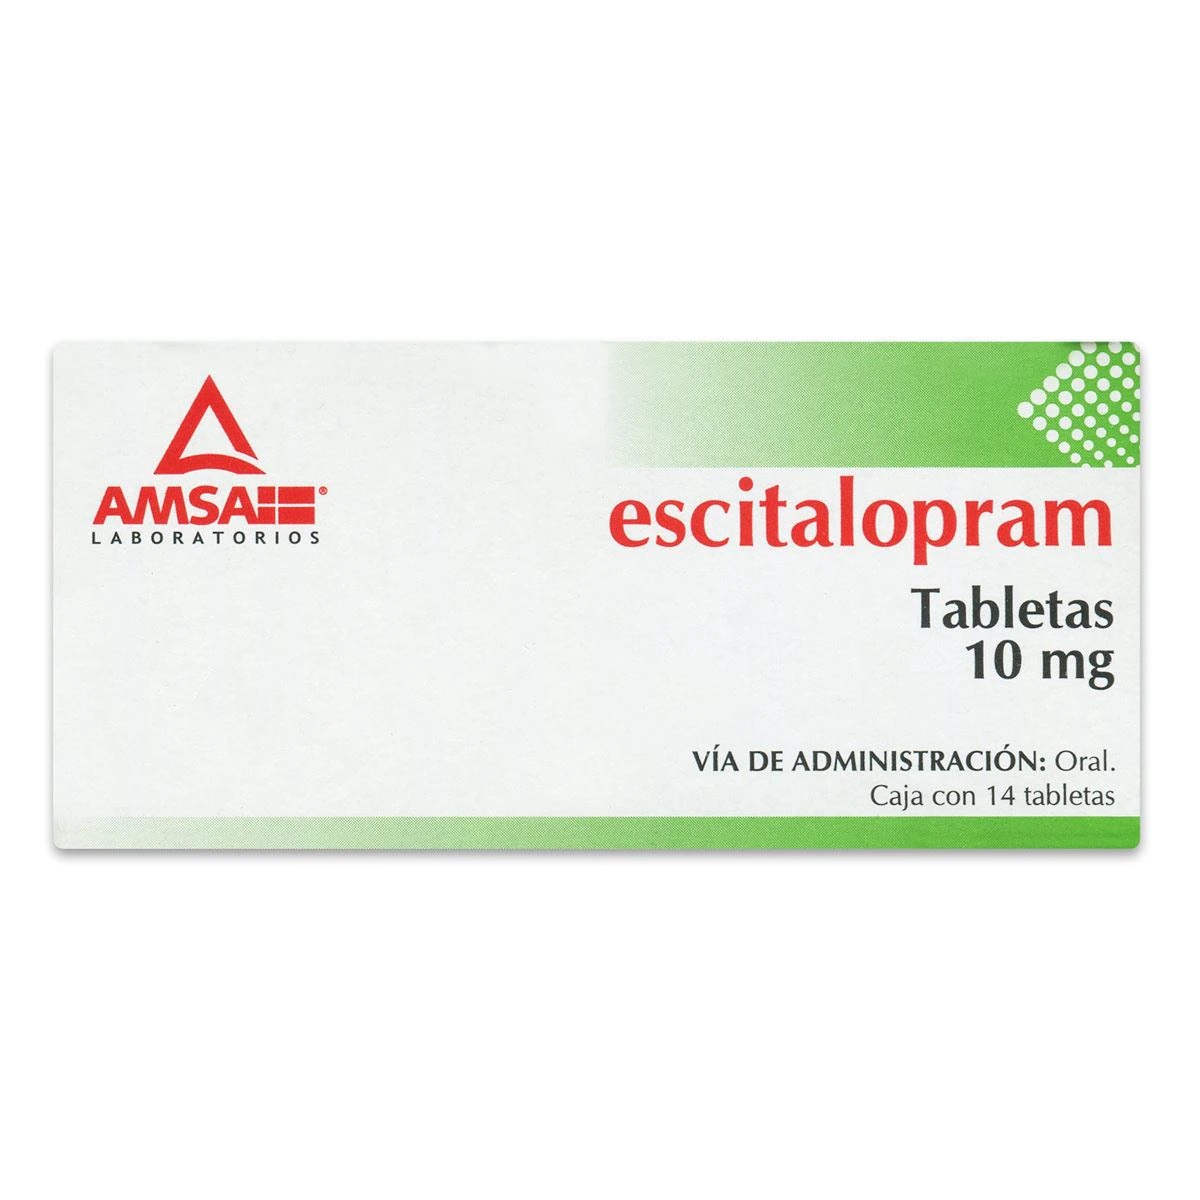 AMSA®
LABORATORIOS
escitalopram
Tabletas
10 mg
VÍA DE ADMINISTRACIÓN: Oral.
Caja con 14 tabletas